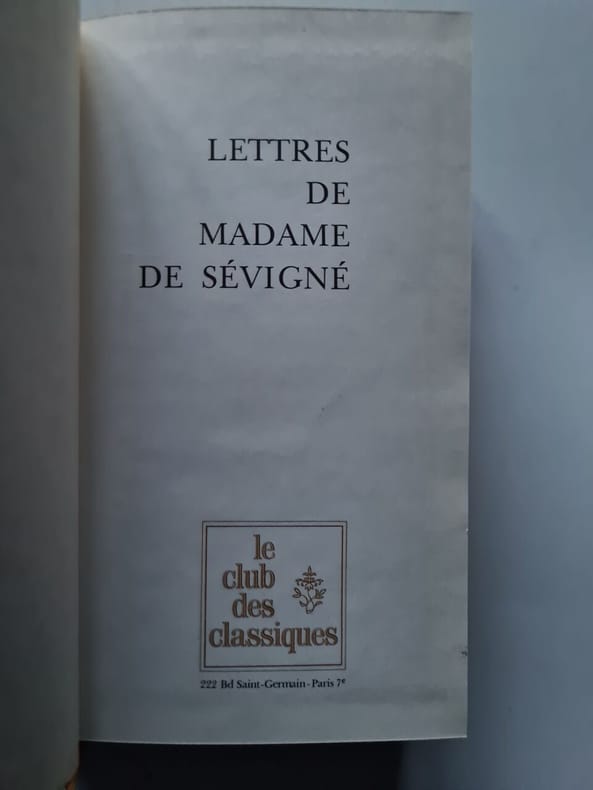 LETTRES
DE
MADAME
DE SÉVIGNÉ
le
club
des
classiques
222 Bd Saint-Germain - Paris 7e